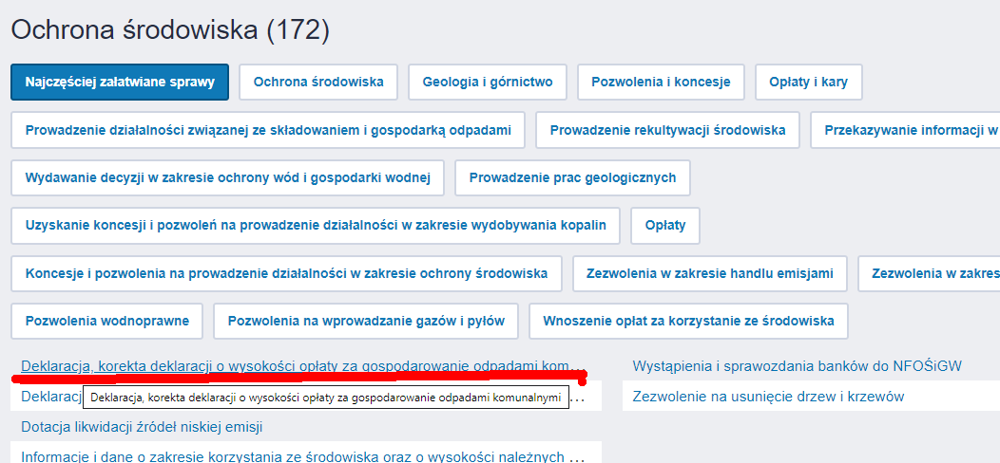 Ochrona środowiska (172)
Najczęściej załatwiane sprawy Ochrona środowiska Geologia i górnictwo Pozwolenia i koncesje Opłaty i kary
Prowadzenie działalności związanej ze składowaniem i gospodarką odpadami Prowadzenie rekultywacji środowiska Przekazywanie informacji w
Wydawanie decyzji w zakresie ochrony wód i gospodarki wodnej Prowadzenie prac geologicznych
Uzyskanie koncesji i pozwoleń na prowadzenie działalności w zakresie wydobywania kopalin Opłaty
Koncesje i pozwolenia na prowadzenie działalności w zakresie ochrony środowiska Zezwolenia w zakresie handlu emisjami Zezwolenia w zakres
Pozwolenia wodnoprawne Pozwolenia na wprowadzanie gazów i pyłów Wnoszenie opłat za korzystanie ze środowiska
Deklaracja, korekta deklaracji o wysokości opłaty za gospodarowanie odpadami kom... Wystąpienia i sprawozdania banków do NFOŚiGW
Deklaracj Deklaracja, korekta deklaracji o wysokości opłaty za gospodarowanie odpadami komunalnymi ... Zezwolenie na usunięcie drzew i krzewów
Dotacja likwidacji źródeł niskiej emisji
Informacje i dane o zakresie korzystania ze środowiska oraz o wysokości należnych ...